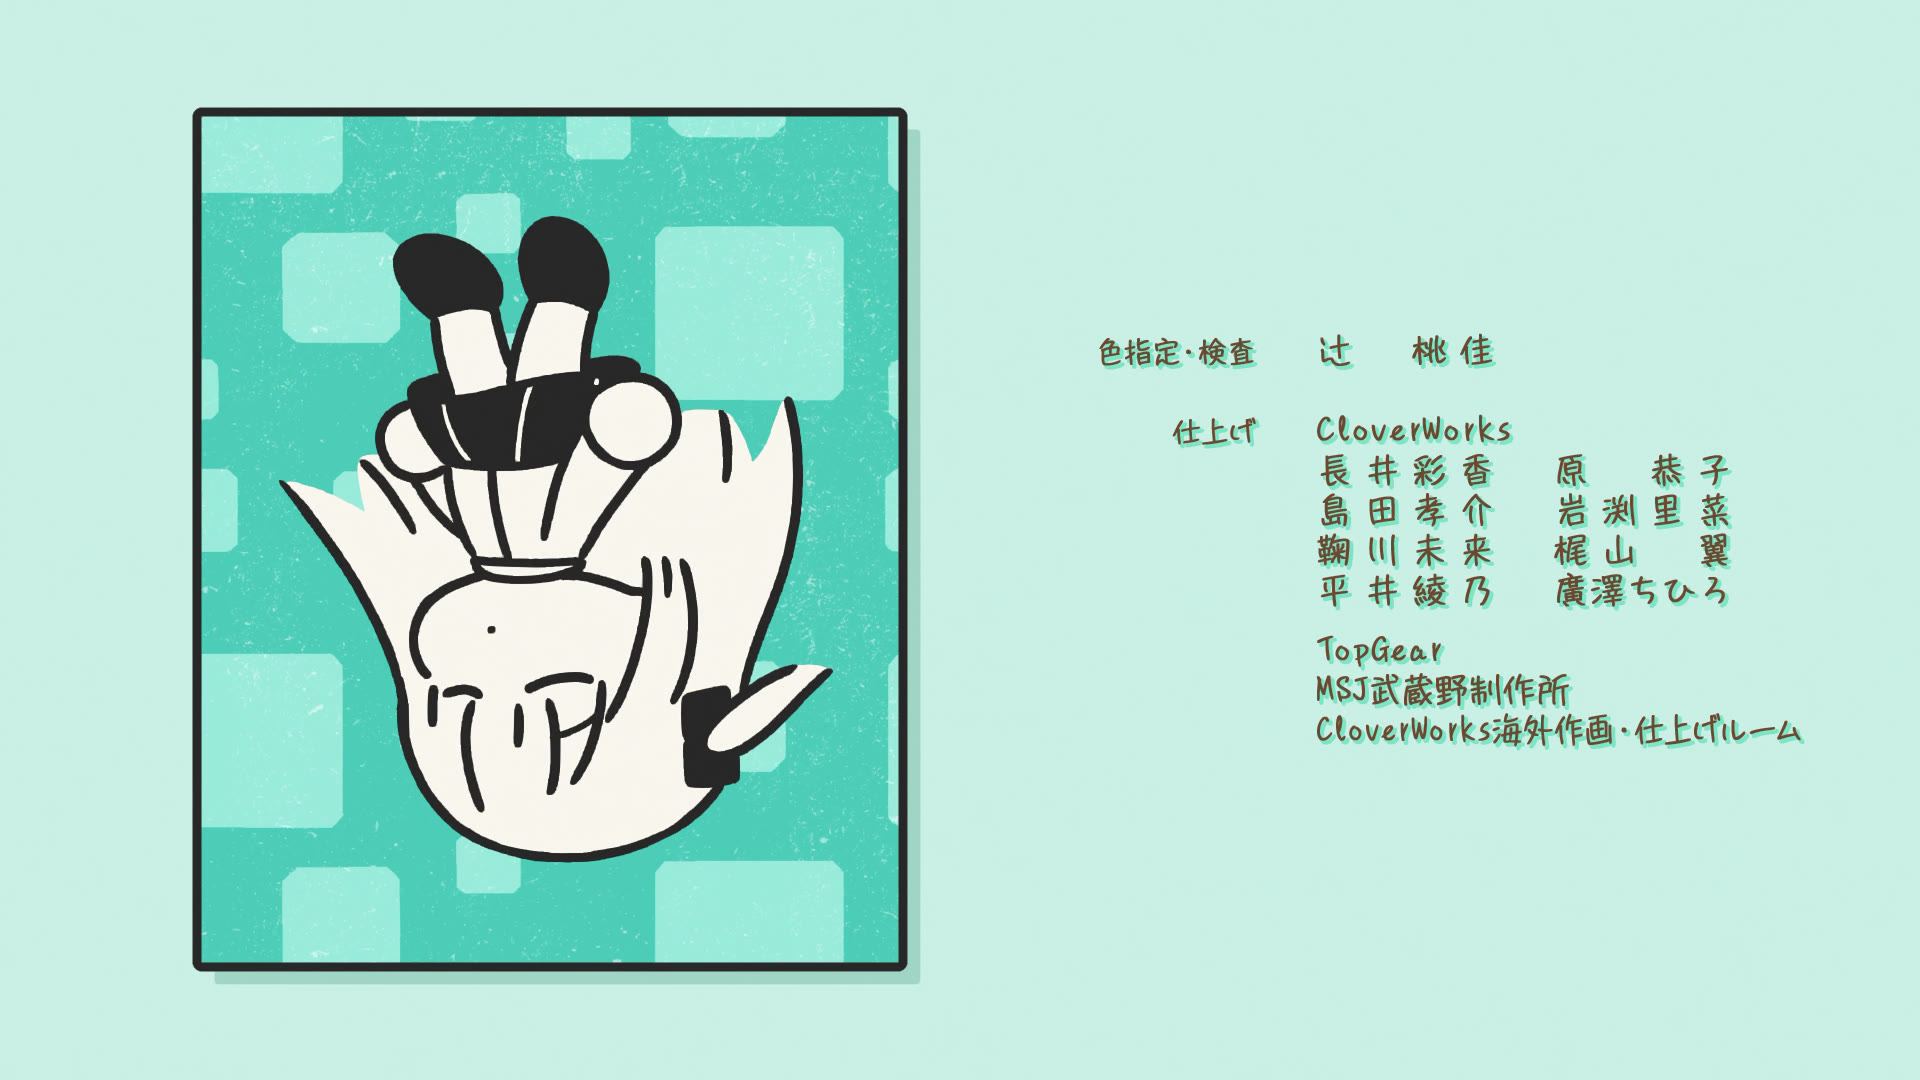 色指定・検査 辻 桃佳
仕上げ CloverWorks
長井彩香 原 恭子
島田孝介 岩渕里菜
鞠川未来 梶山 翼
平井綾乃 廣澤ちひろ
TopGear
MSJ武蔵野制作所
CloverWorks海外作画・仕上げルーム